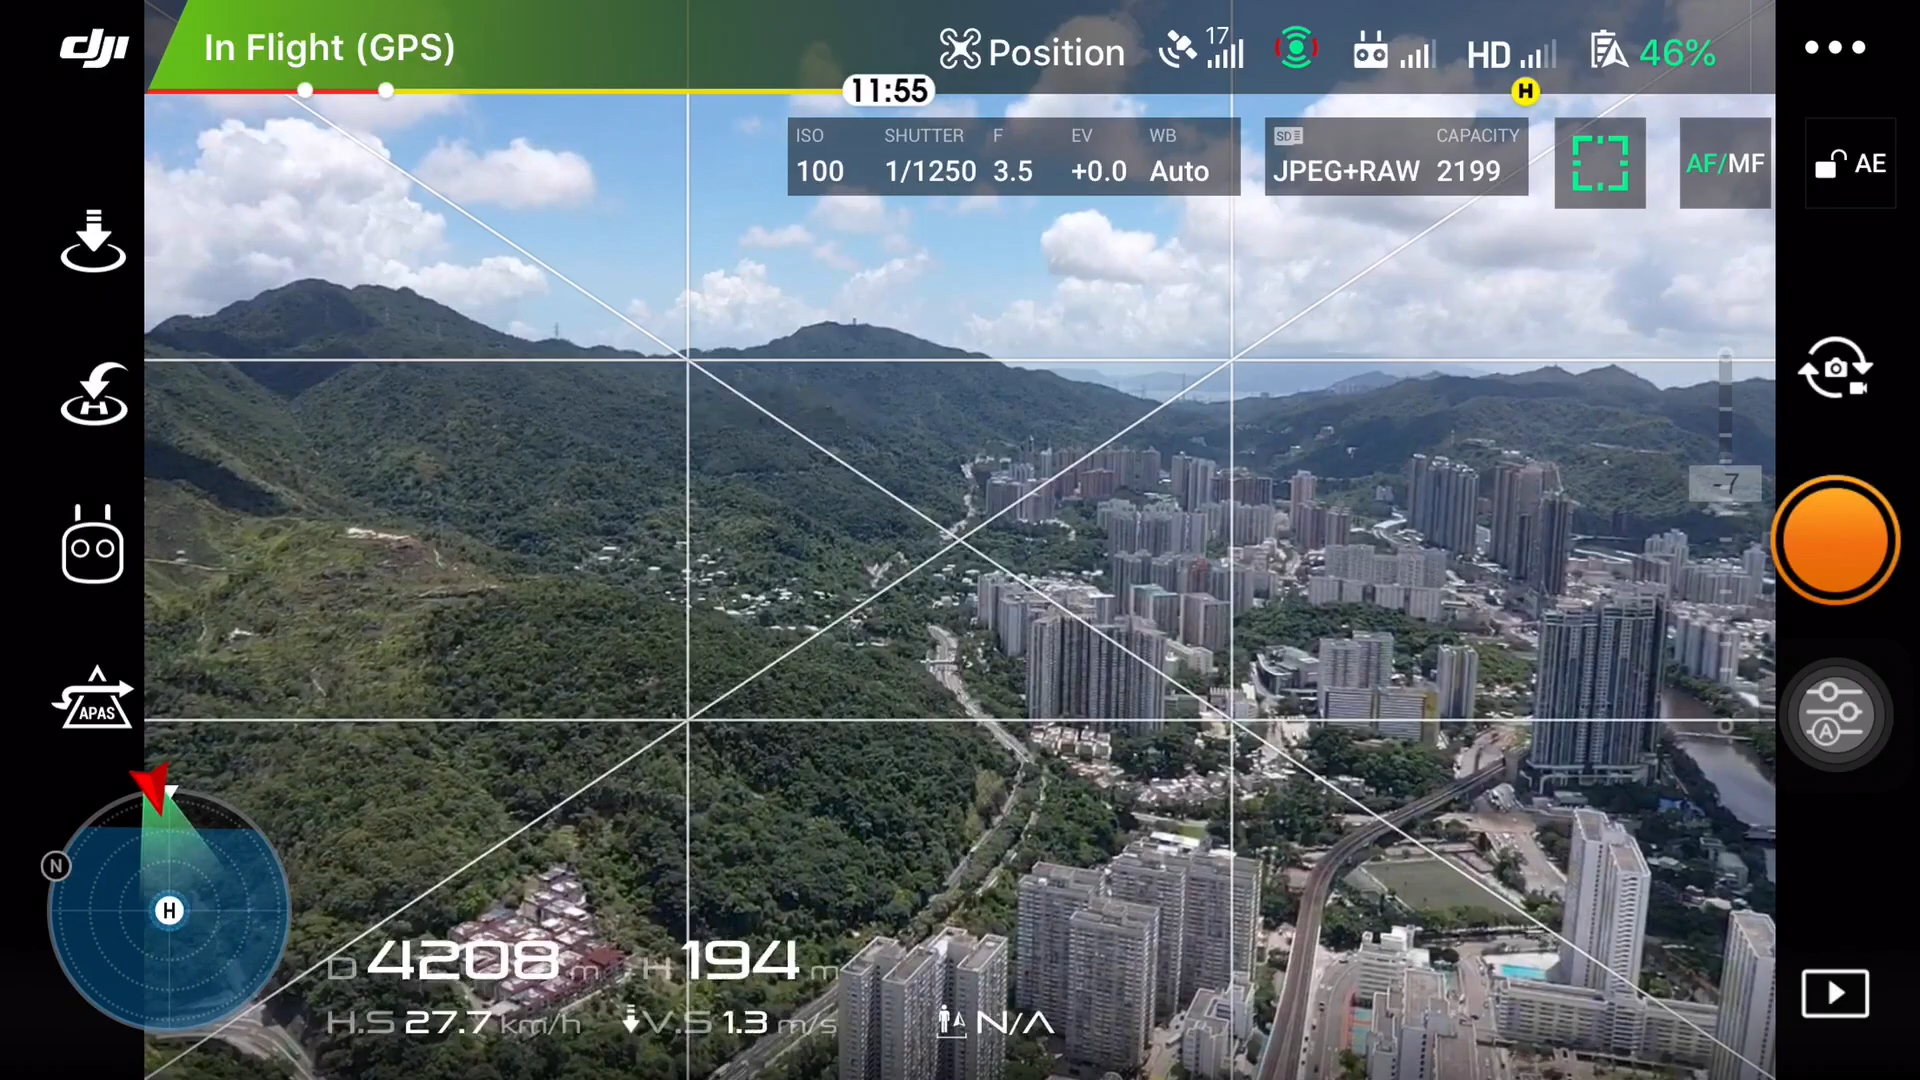 dji
In Flight (GPS)
Position
17
HD
46%
11:55
H
ISO
100
SHUTTER
1/1250
F
3.5
EV
+0.0
WB
Auto
SD
JPEG+RAW
CAPACITY
2199
AF/MF
AE
H
-7
APAS
A
N
H
D 4208 m
H 194 m
H.S 27.7 km/h
V.S 1.3 m/s
N/A